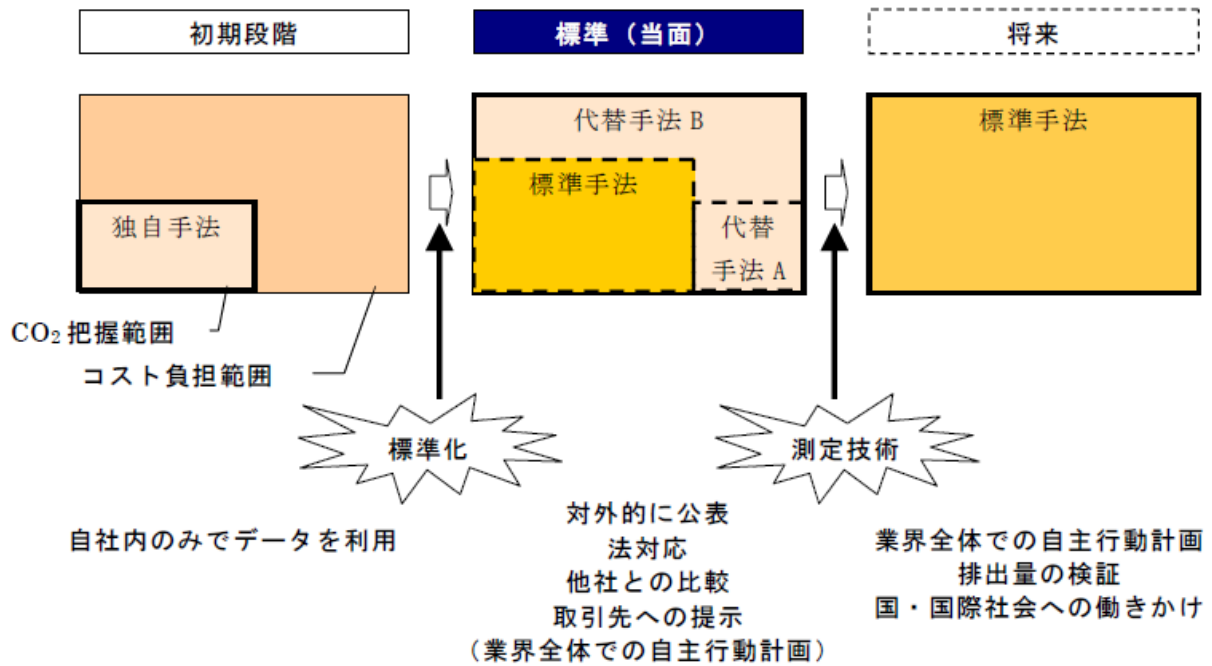 初期段階
標準（当面）
将来
独自手法
代替手法 B
標準手法
代替
手法 A
標準手法
CO₂ 把握範囲
コスト負担範囲
標準化
測定技術
自社内のみでデータを利用
対外的に公表
法対応
他社との比較
取引先への提示
（業界全体での自主行動計画）
業界全体での自主行動計画
排出量の検証
国・国際社会への働きかけ